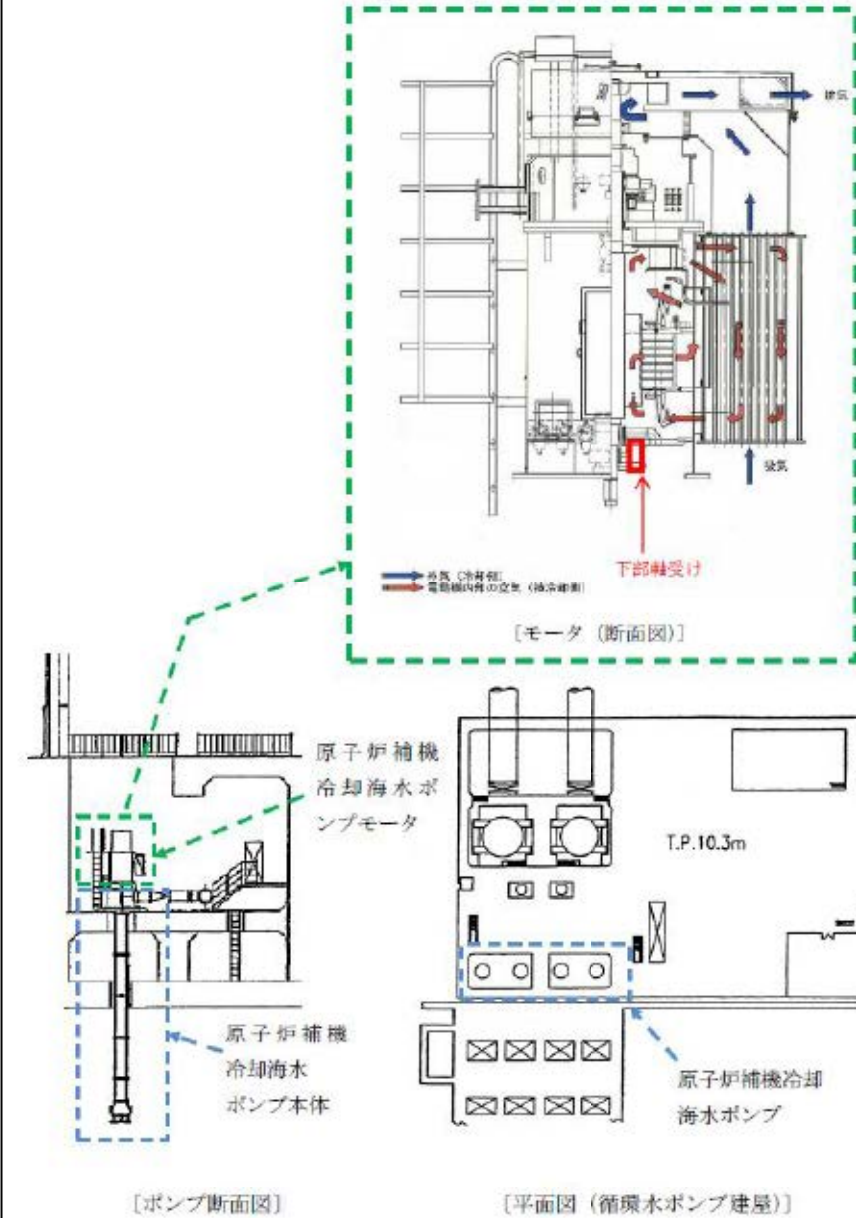 排気
吸気
外気（冷却側）
電動機内部の空気（被冷却側）
下部軸受け
[モータ（断面図）]
原子炉補機
冷却海水ポ
ンプモータ
T.P.10.3m
原子炉補機
冷却海水
ポンプ本体
原子炉補機冷却
海水ポンプ
[ポンプ断面図]
[平面図（循環水ポンプ建屋）]